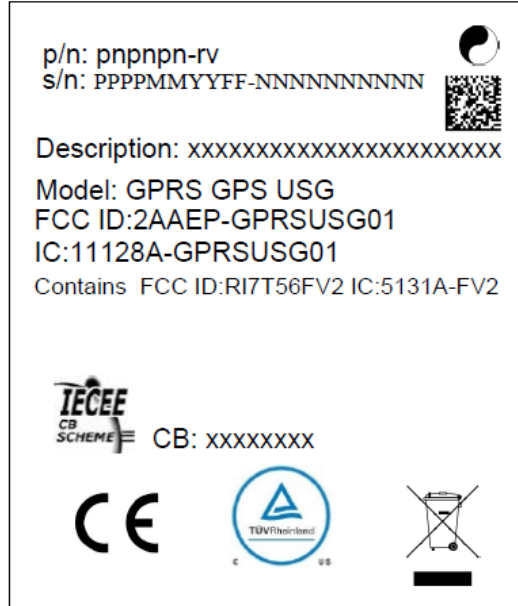 p/n: pnpnpn-rv
s/n: PPPPMMYYFF-NNNNNNNNNN
Description: xxxxxxxxxxxxxxxxxxxxxxx
Model: GPRS GPS USG
FCC ID:2AAEP-GPRSUSG01
IC:11128A-GPRSUSG01
Contains FCC ID:RI7T56FV2 IC:5131A-FV2
IECEE
CB
SCHEME
CB: xxxxxxxx
CE
TÜVRheinland
C US